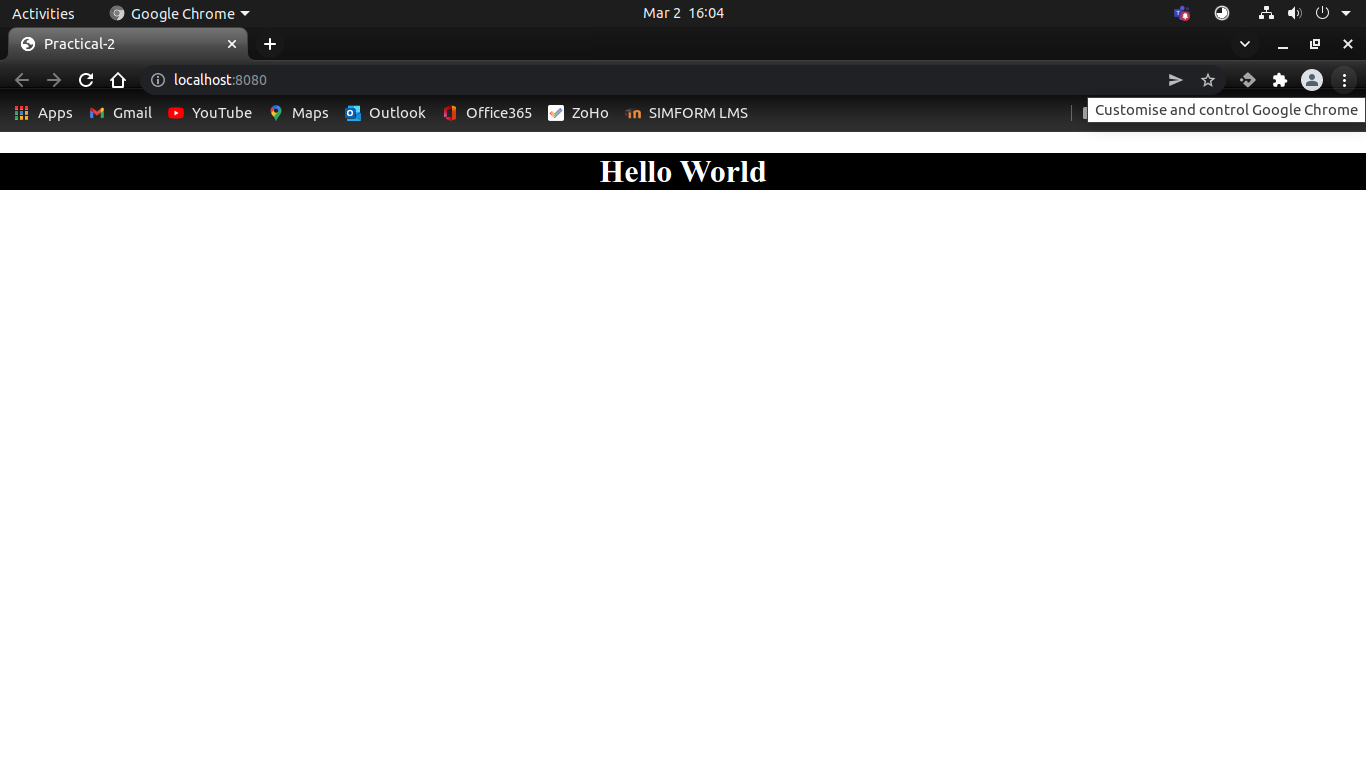 Activities Google Chrome Mar 2 16:04
Practical-2
localhost:8080
Apps Gmail YouTube Maps Outlook Office365 ZoHo SIMFORM LMS
Customise and control Google Chrome
Hello World